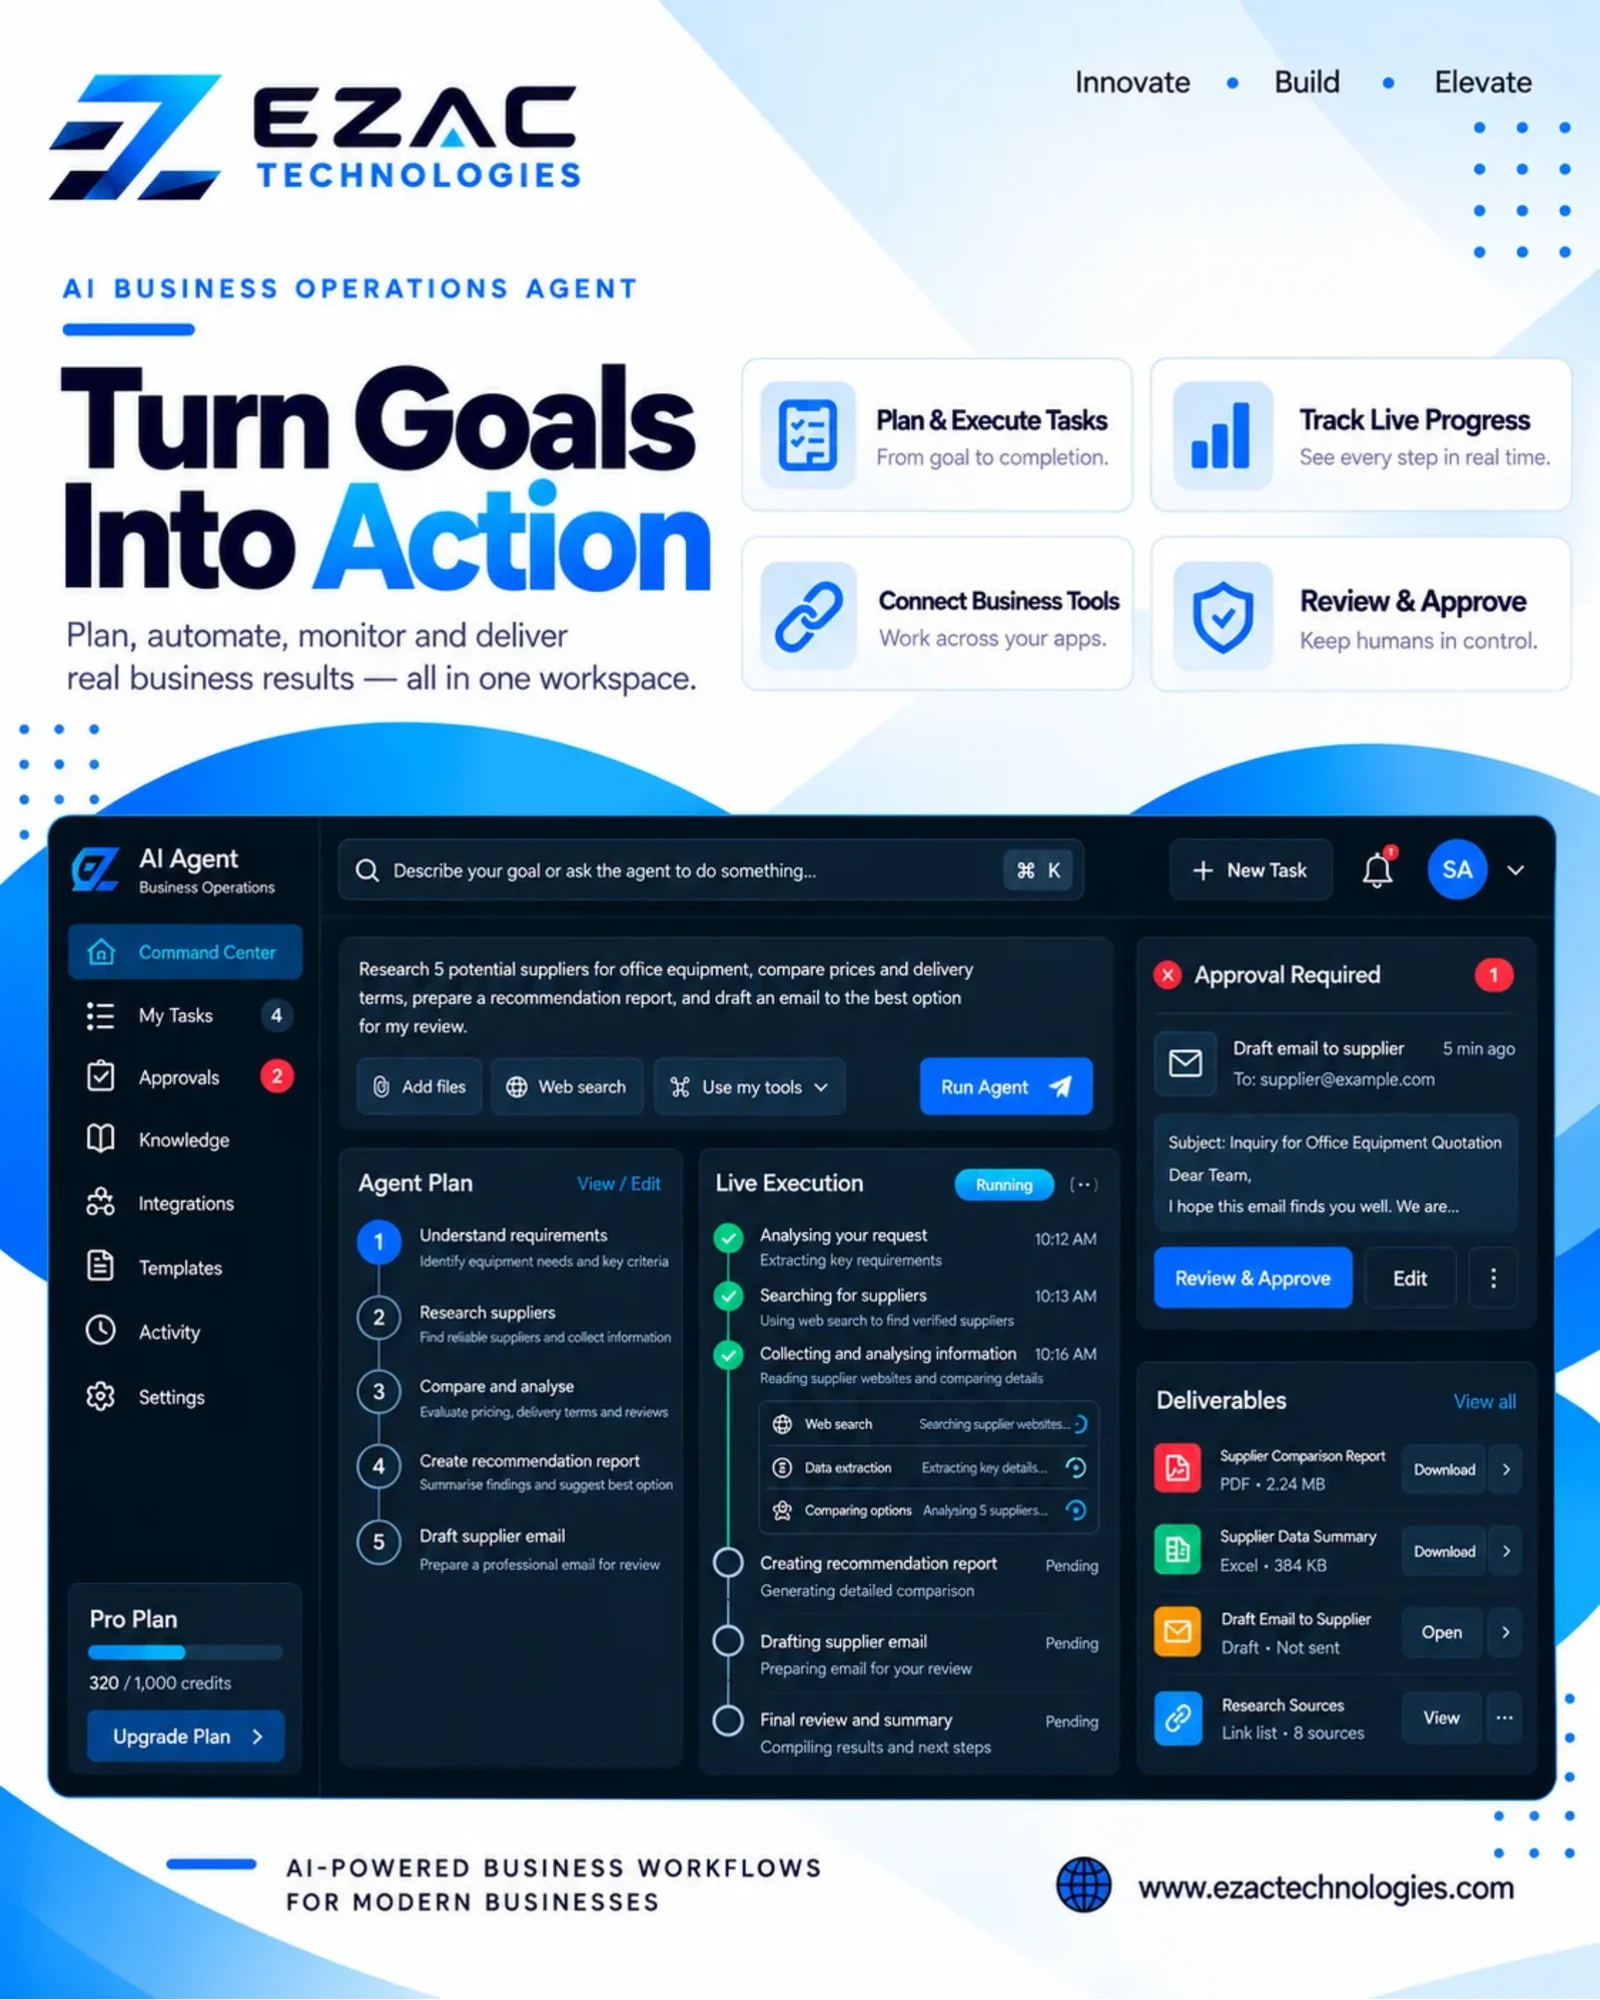 EZAC
TECHNOLOGIES
Innovate • Build • Elevate
AI BUSINESS OPERATIONS AGENT
Turn Goals
Into Action
Plan, automate, monitor and deliver
real business results — all in one workspace.
Plan & Execute Tasks
From goal to completion.
Track Live Progress
See every step in real time.
Connect Business Tools
Work across your apps.
Review & Approve
Keep humans in control.
AI Agent
Business Operations
Describe your goal or ask the agent to do something...
⌘ K
+ New Task
1
SA
Command Center
My Tasks 4
Approvals 2
Knowledge
Integrations
Templates
Activity
Settings
Pro Plan
320 / 1,000 credits
Upgrade Plan >
Research 5 potential suppliers for office equipment, compare prices and delivery
terms, prepare a recommendation report, and draft an email to the best option
for my review.
Add files
Web search
Use my tools
Run Agent
Agent Plan
View / Edit
1 Understand requirements
Identify equipment needs and key criteria
2 Research suppliers
Find reliable suppliers and collect information
3 Compare and analyse
Evaluate pricing, delivery terms and reviews
4 Create recommendation report
Summarise findings and suggest best option
5 Draft supplier email
Prepare a professional email for review
Live Execution
Running
Analysing your request 10:12 AM
Extracting key requirements
Searching for suppliers 10:13 AM
Using web search to find verified suppliers
Collecting and analysing information 10:16 AM
Reading supplier websites and comparing details
Web search Searching supplier websites...
Data extraction Extracting key details...
Comparing options Analysing 5 suppliers...
Creating recommendation report Pending
Generating detailed comparison
Drafting supplier email Pending
Preparing email for your review
Final review and summary Pending
Compiling results and next steps
Approval Required 1
Draft email to supplier 5 min ago
To: supplier@example.com
Subject: Inquiry for Office Equipment Quotation
Dear Team,
I hope this email finds you well. We are...
Review & Approve
Edit
Deliverables
View all
Supplier Comparison Report
PDF • 2.24 MB
Download
Supplier Data Summary
Excel • 384 KB
Download
Draft Email to Supplier
Draft • Not sent
Open
Research Sources
Link list • 8 sources
View
AI-POWERED BUSINESS WORKFLOWS
FOR MODERN BUSINESSES
www.ezactechnologies.com